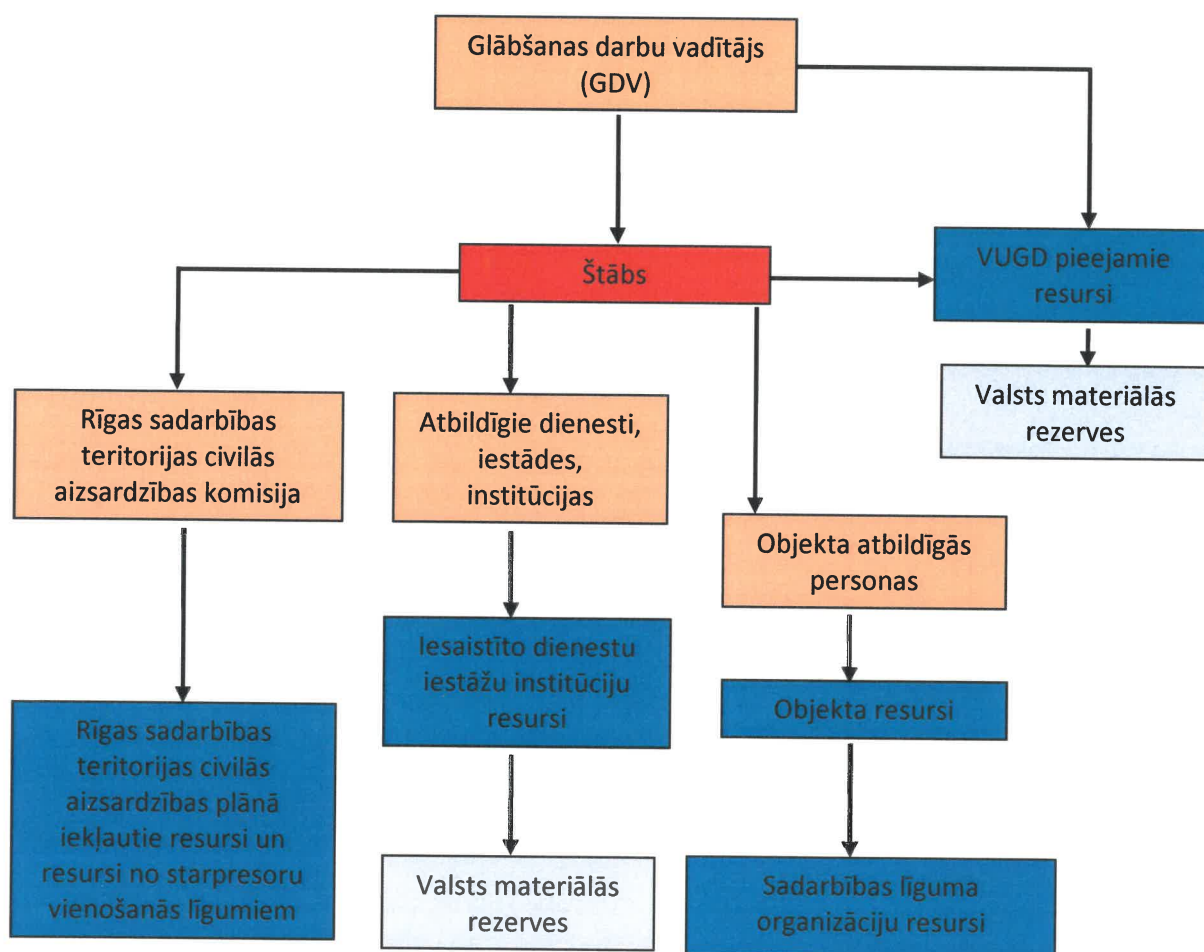 Glābšanas darbu vadītājs
(GDV)
Štābs
VUGD pieejamie
resursi
Valsts materiālās
rezerves
Rīgas sadarbības
teritorijas civilās
aizsardzības komisija
Atbildīgie dienesti,
iestādes,
institūcijas
Objekta atbildīgās
personas
Iesaistīto dienestu
iestāžu institūciju
resursi
Objekta resursi
Rīgas sadarbības
teritorijas civilās
aizsardzības plānā
iekļautie resursi un
resursi no starpresoru
vienošanās līgumiem
Valsts materiālās
rezerves
Sadarbības līguma
organizāciju resursi